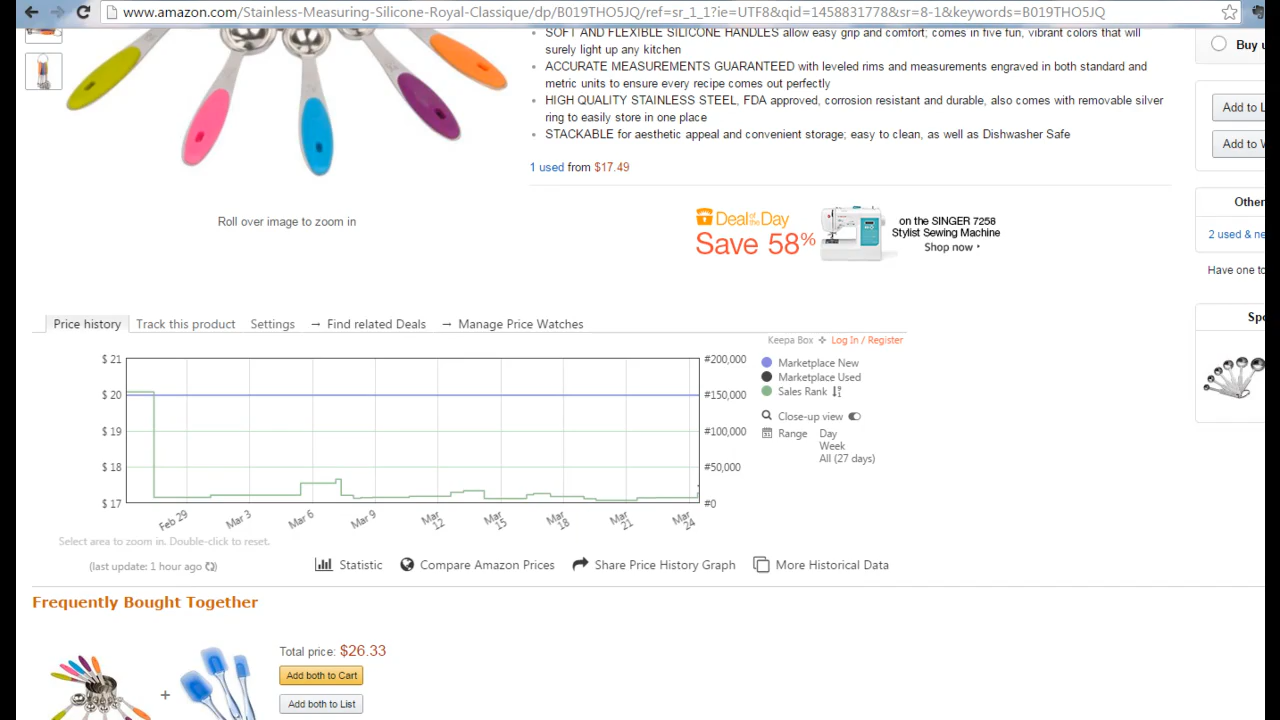 www.amazon.com/Stainless-Measuring-Silicone-Royal-Classique/dp/B019THO5JQ/ref=sr_1_1?ie=UTF8&qid=1458831778&sr=8-1&keywords=B019THO5JQ
SOFT AND FLEXIBLE SILICONE HANDLES allow easy grip and comfort; comes in five fun, vibrant colors that will
surely light up any kitchen
ACCURATE MEASUREMENTS GUARANTEED with leveled rims and measurements engraved in both standard and
metric units to ensure every recipe comes out perfectly
HIGH QUALITY STAINLESS STEEL, FDA approved, corrosion resistant and durable, also comes with removable silver
ring to easily store in one place
STACKABLE for aesthetic appeal and convenient storage; easy to clean, as well as Dishwasher Safe
1 used from $17.49
Roll over image to zoom in
Deal of the Day
Save 58%
on the SINGER 7258
Stylist Sewing Machine
Shop now
Buy u
Add to L
Add to W
Other
2 used & ne
Have one to
Spo
Price history Track this product Settings → Find related Deals → Manage Price Watches
Keepa Box Log In / Register
$ 21
$ 20
$ 19
$ 18
$ 17
#200,000
#150,000
#100,000
#50,000
#0
Feb 29 Mar 3 Mar 6 Mar 9 Mar 12 Mar 15 Mar 18 Mar 21 Mar 24
Marketplace New
Marketplace Used
Sales Rank
Close-up view
Range Day
Week
All (27 days)
Select area to zoom in. Double-click to reset.
(last update: 1 hour ago)
Statistic Compare Amazon Prices Share Price History Graph More Historical Data
Frequently Bought Together
Total price: $26.33
+
Add both to Cart
Add both to List